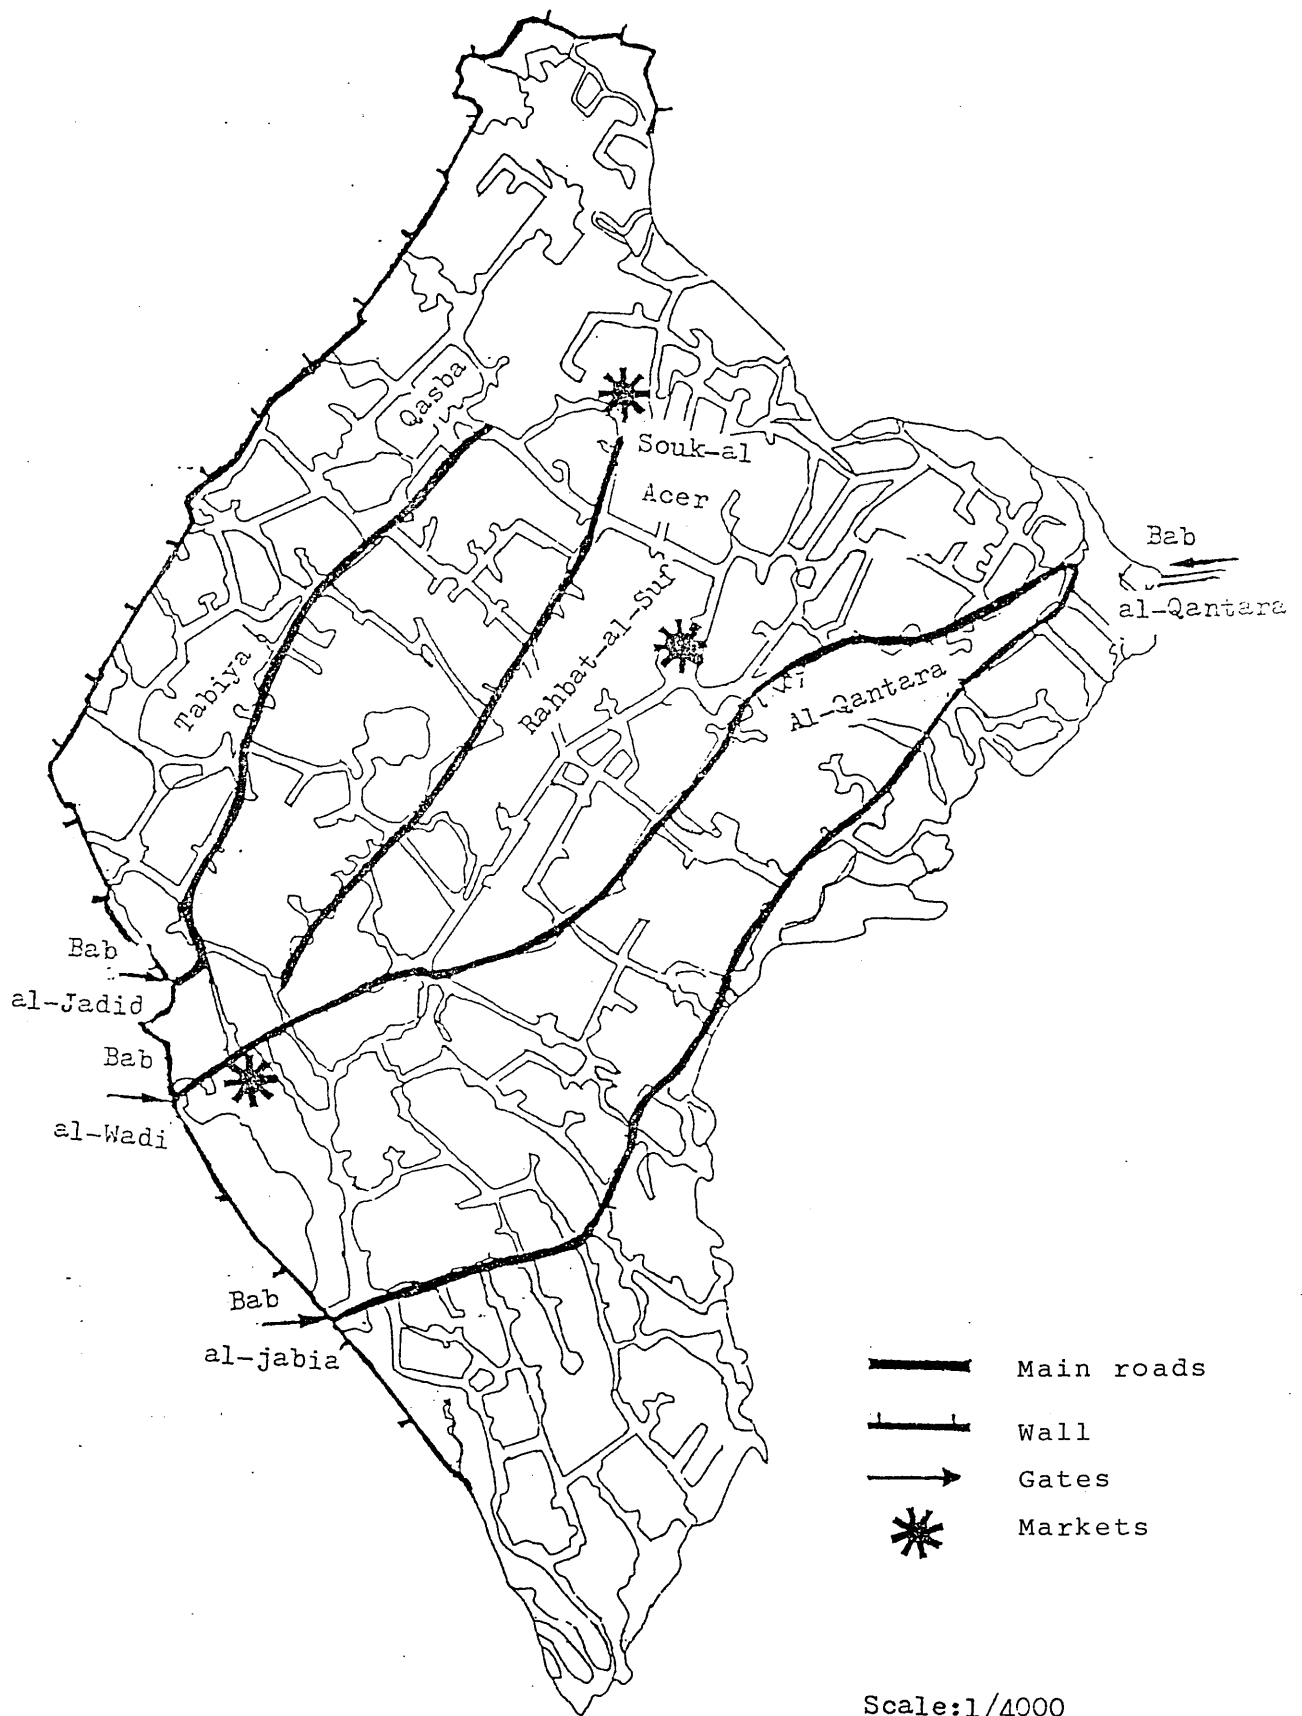 Qasba
Souk-al
Acer
Bab
al-Qantara
Rahbat-al-Suf
Tabiya
Al-Qantara
Bab
al-Jadid
Bab
al-Wadi
Bab
al-jabia
Main roads
Wall
Gates
Markets
Scale:1/4000